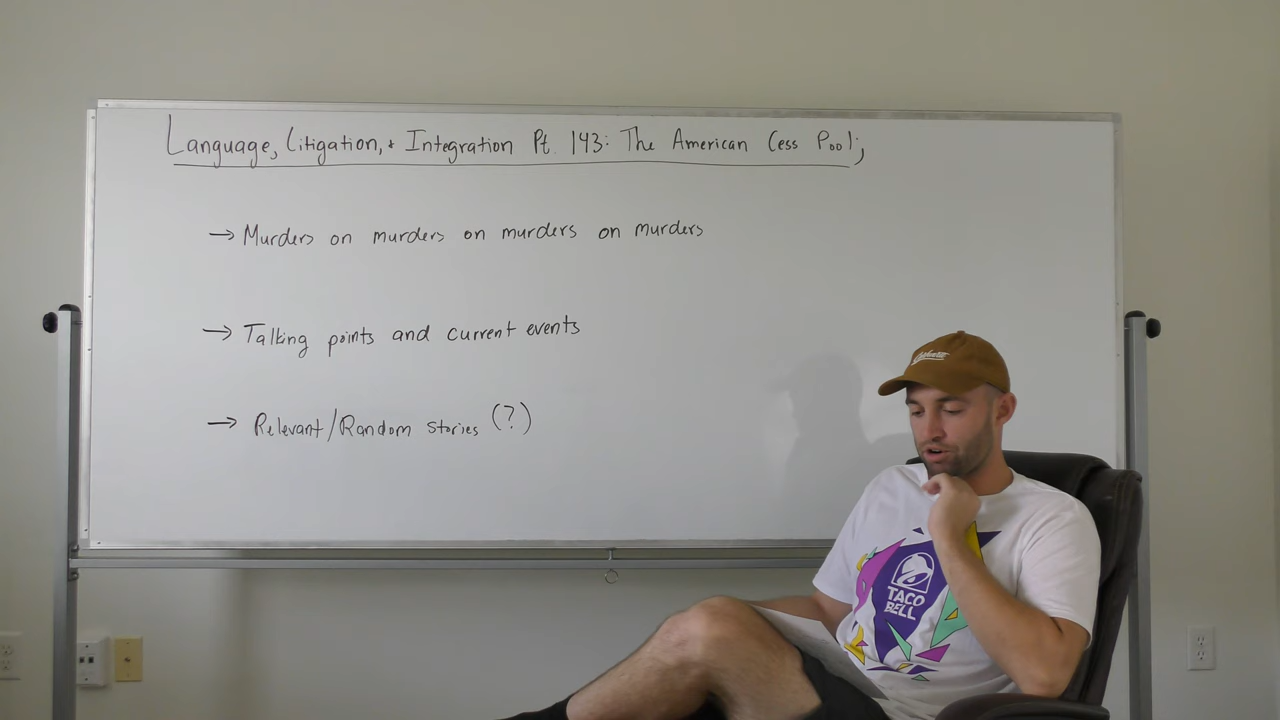 Language, Litigation, + Integration Pt. 143: The American Cess Pool;
→ Murders on murders on murders on murders
→ Talking points and current events
→ Relevant/Random stories (?)
TACO
BELL